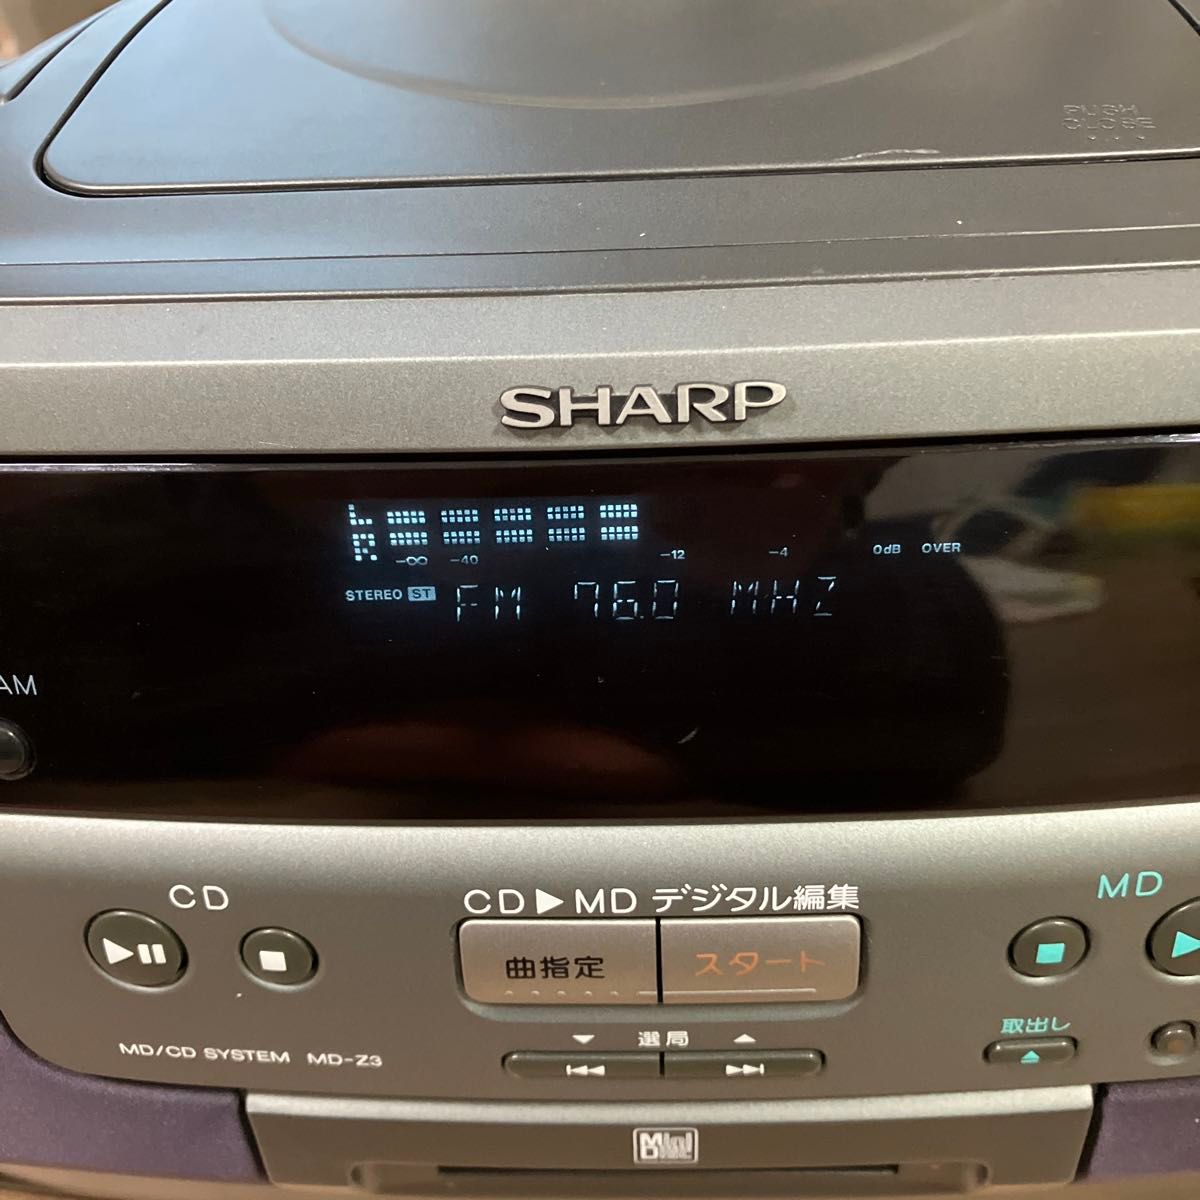 PUSH
CLOSE
SHARP
L
R
-∞ -40 -12 -4 0dB OVER
STEREO ST FM 76.0 MHZ
AM
CD
CD▶MD デジタル編集
MD
曲指定 スタート
取出し
選局
MD/CD SYSTEM MD-Z3
Mini
Disc